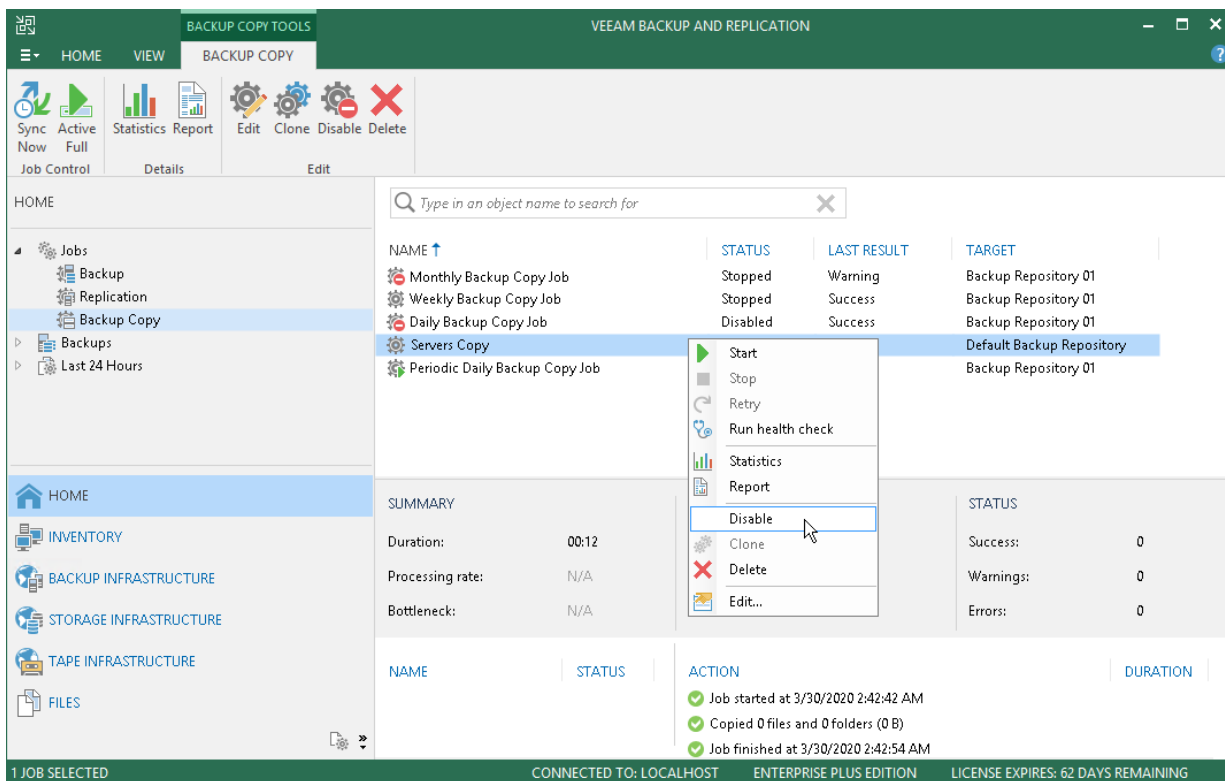 BACKUP COPY TOOLS
VEEAM BACKUP AND REPLICATION
HOME VIEW BACKUP COPY
?
Sync Now
Active Full
Statistics
Report
Edit
Clone
Disable
Delete
Job Control Details Edit
HOME
Type in an object name to search for
Jobs
Backup
Replication
Backup Copy
Backups
Last 24 Hours
NAME STATUS LAST RESULT TARGET
Monthly Backup Copy Job Stopped Warning Backup Repository 01
Weekly Backup Copy Job Stopped Success Backup Repository 01
Daily Backup Copy Job Disabled Success Backup Repository 01
Servers Copy Default Backup Repository
Periodic Daily Backup Copy Job Backup Repository 01
Start
Stop
Retry
Run health check
Statistics
Report
Disable
Clone
Delete
Edit...
HOME
INVENTORY
BACKUP INFRASTRUCTURE
STORAGE INFRASTRUCTURE
TAPE INFRASTRUCTURE
FILES
SUMMARY
Duration: 00:12
Processing rate: N/A
Bottleneck: N/A
STATUS
Success: 0
Warnings: 0
Errors: 0
NAME STATUS
ACTION DURATION
Job started at 3/30/2020 2:42:42 AM
Copied 0 files and 0 folders (0 B)
Job finished at 3/30/2020 2:42:54 AM
1 JOB SELECTED CONNECTED TO: LOCALHOST ENTERPRISE PLUS EDITION LICENSE EXPIRES: 62 DAYS REMAINING